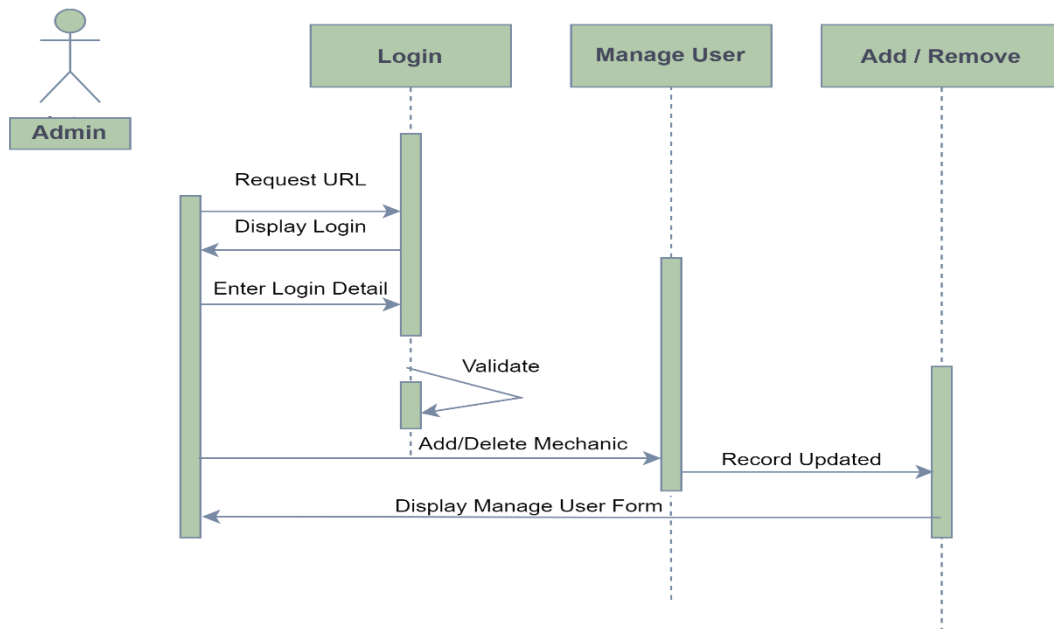 Login
Manage User
Add / Remove
Admin
Request URL
Display Login
Enter Login Detail
Validate
Add/Delete Mechanic
Record Updated
Display Manage User Form